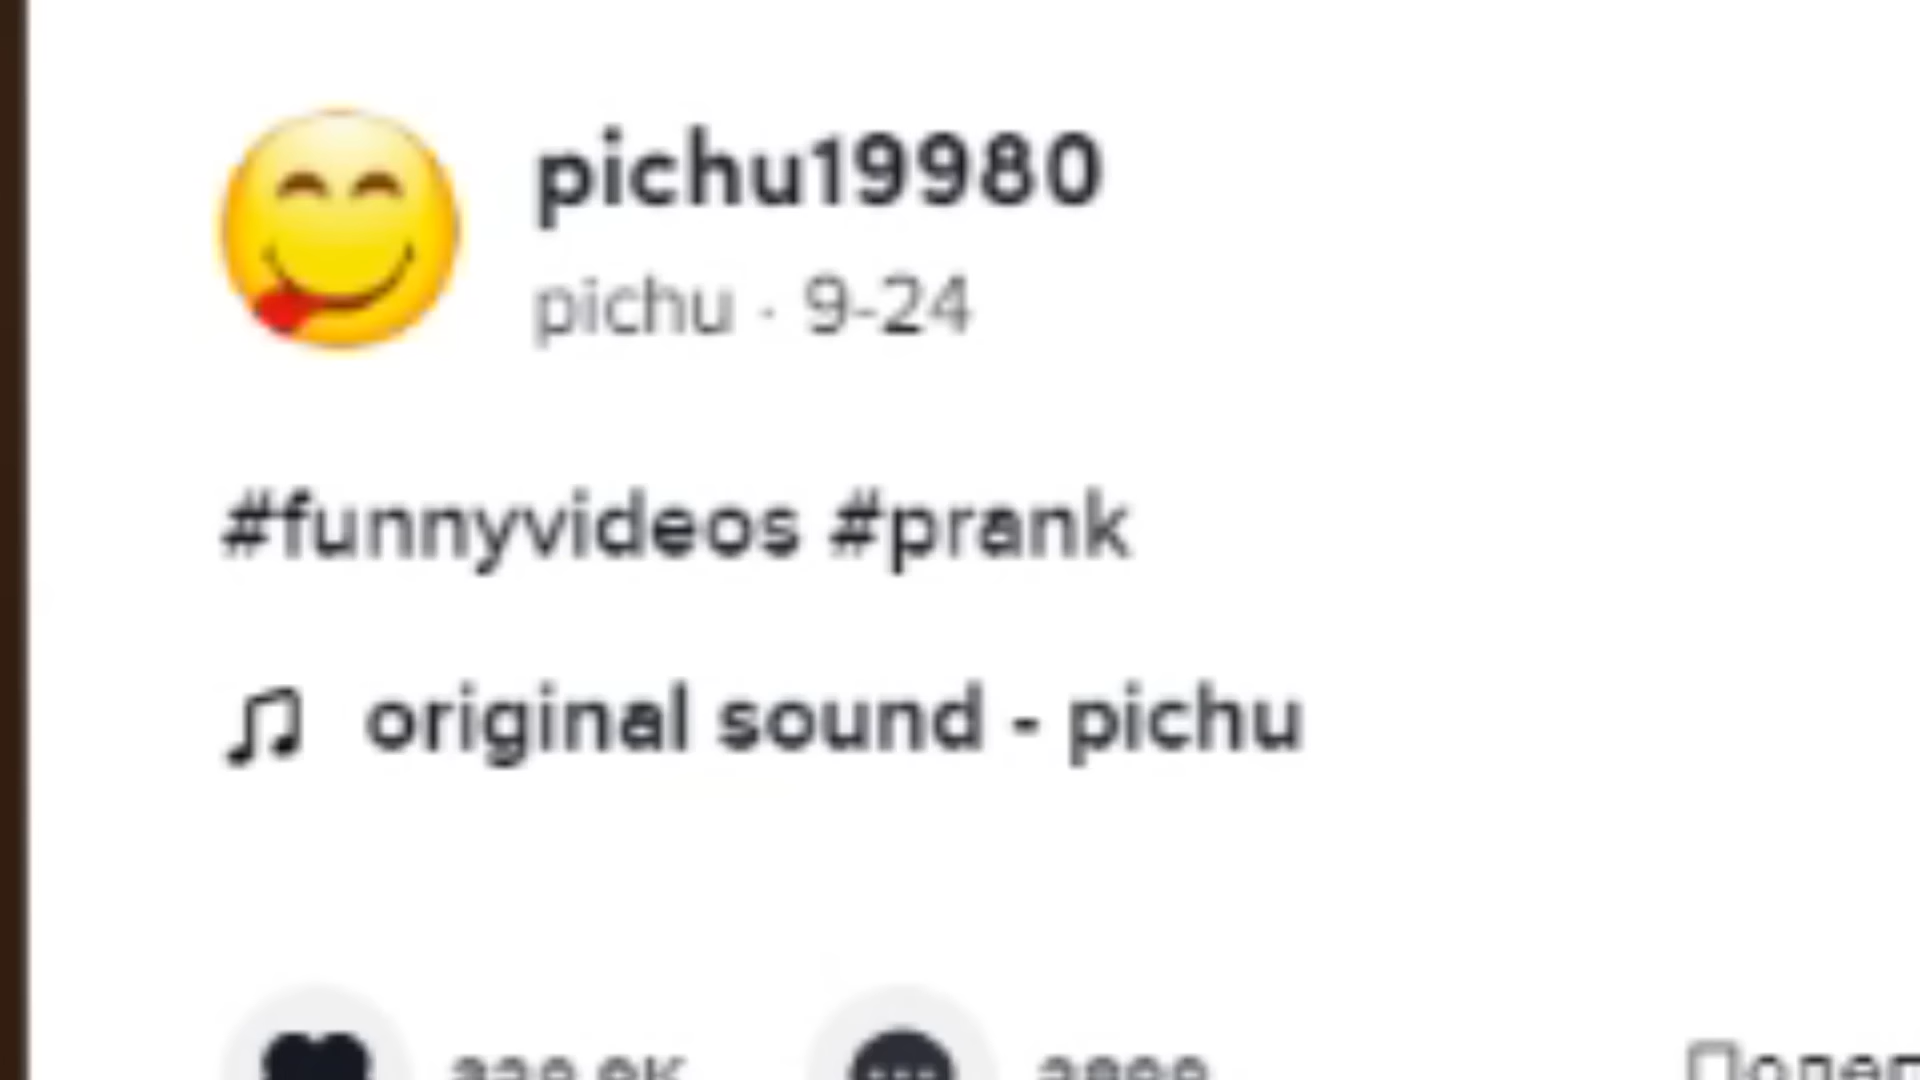 pichu19980
pichu · 9-24
#funnyvideos #prank
original sound - pichu